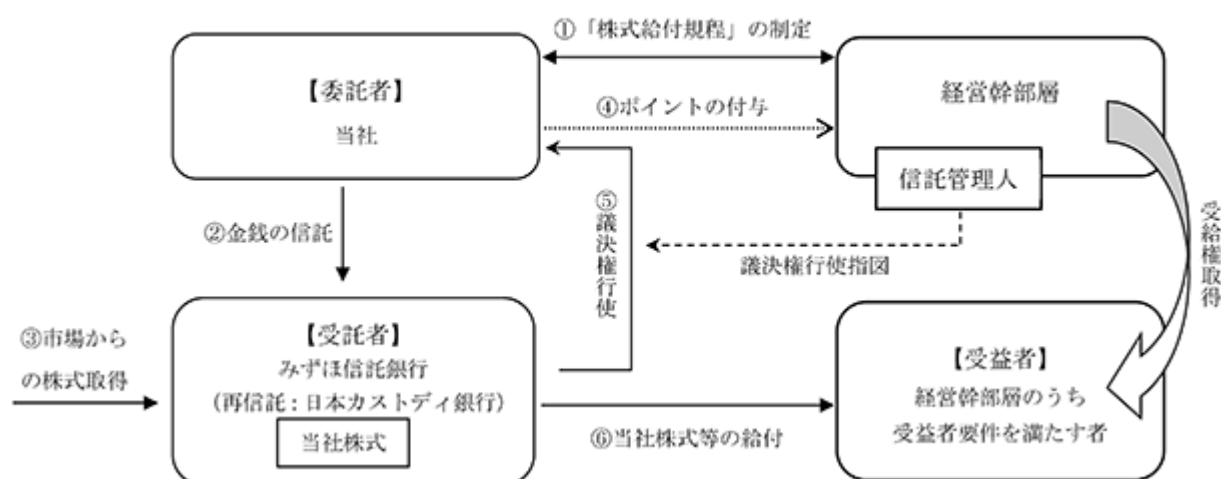 ①「株式給付規程」の制定
【委託者】
当社
経営幹部層
④ポイントの付与
信託管理人
②金銭の信託
⑤議決権行使
議決権行使指図
受給権取得
③市場から
の株式取得
【受託者】
みずほ信託銀行
（再信託：日本カストディ銀行）
当社株式
⑥当社株式等の給付
【受益者】
経営幹部層のうち
受益者要件を満たす者